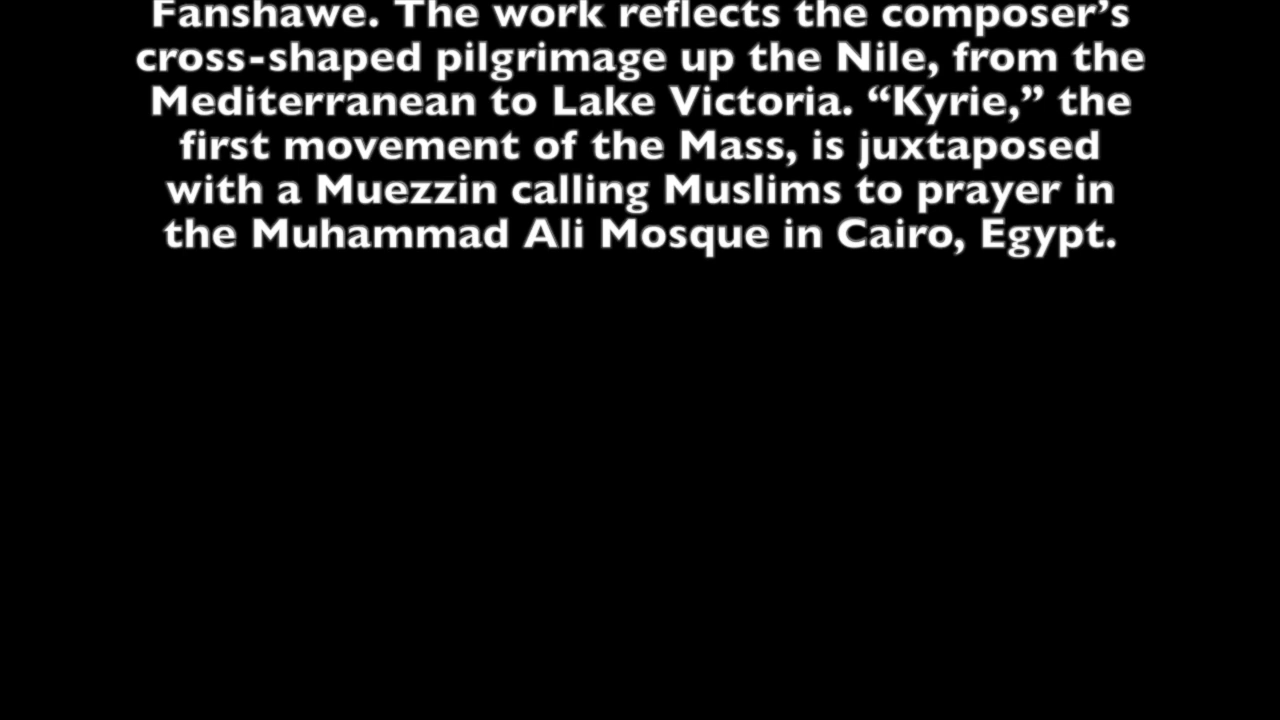 Fanshawe. The work reflects the composer’s
cross-shaped pilgrimage up the Nile, from the
Mediterranean to Lake Victoria. “Kyrie,” the
first movement of the Mass, is juxtaposed
with a Muezzin calling Muslims to prayer in
the Muhammad Ali Mosque in Cairo, Egypt.